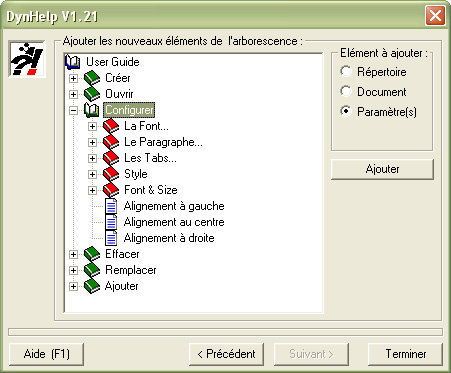 DynHelp V1.21
Ajouter les nouveaux éléments de l'arborescence :
User Guide
Créer
Ouvrir
Configurer
La Font...
Le Paragraphe...
Les Tabs...
Style
Font & Size
Alignement à gauche
Alignement au centre
Alignement à droite
Effacer
Remplacer
Ajouter
Elément à ajouter :
Répertoire
Document
Paramètre(s)
Ajouter
Aide (F1)
< Précédent
Suivant >
Terminer